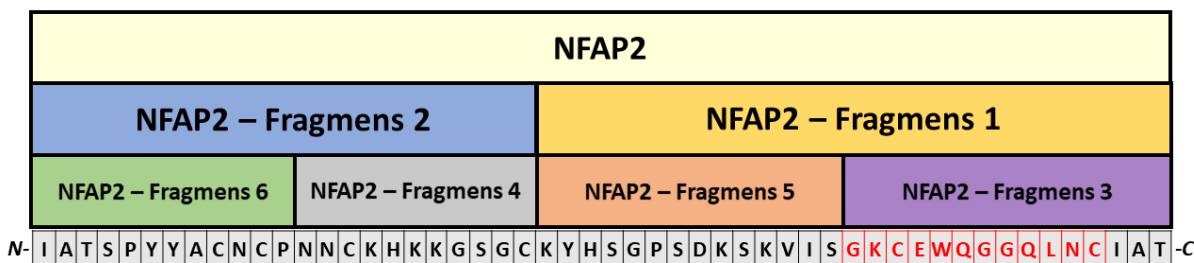 NFAP2
NFAP2 – Fragmens 2 NFAP2 – Fragmens 1
NFAP2 – Fragmens 6 NFAP2 – Fragmens 4 NFAP2 – Fragmens 5 NFAP2 – Fragmens 3
N- I A T S P Y Y A C N C P N N C K H K K G S G C K Y H S G P S D K S K V I S G K C E W Q G G Q L N C I A T -C